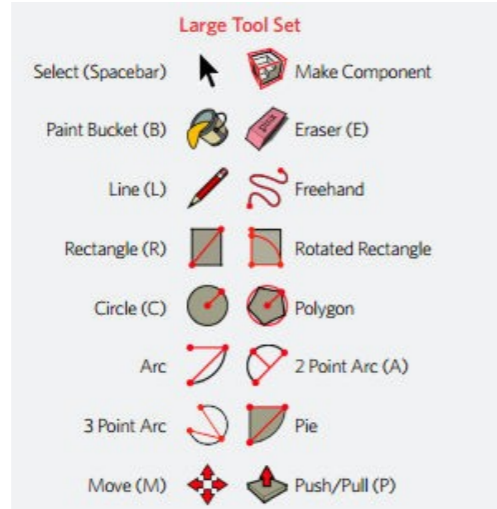 Large Tool Set
Select (Spacebar) Make Component
Paint Bucket (B) Eraser (E)
Line (L) Freehand
Rectangle (R) Rotated Rectangle
Circle (C) Polygon
Arc 2 Point Arc (A)
3 Point Arc Pie
Move (M) Push/Pull (P)